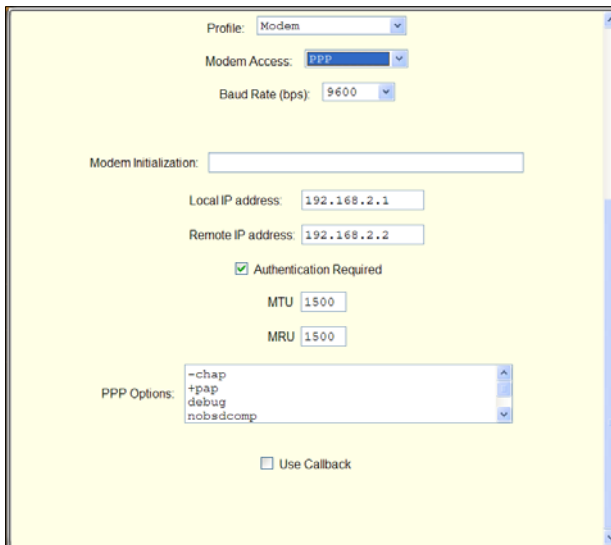 Profile: Modem
Modem Access: PPP
Baud Rate (bps): 9600
Modem Initialization:
Local IP address: 192.168.2.1
Remote IP address: 192.168.2.2
Authentication Required
MTU 1500
MRU 1500
PPP Options:
-chap
+pap
debug
nobsdcomp
Use Callback